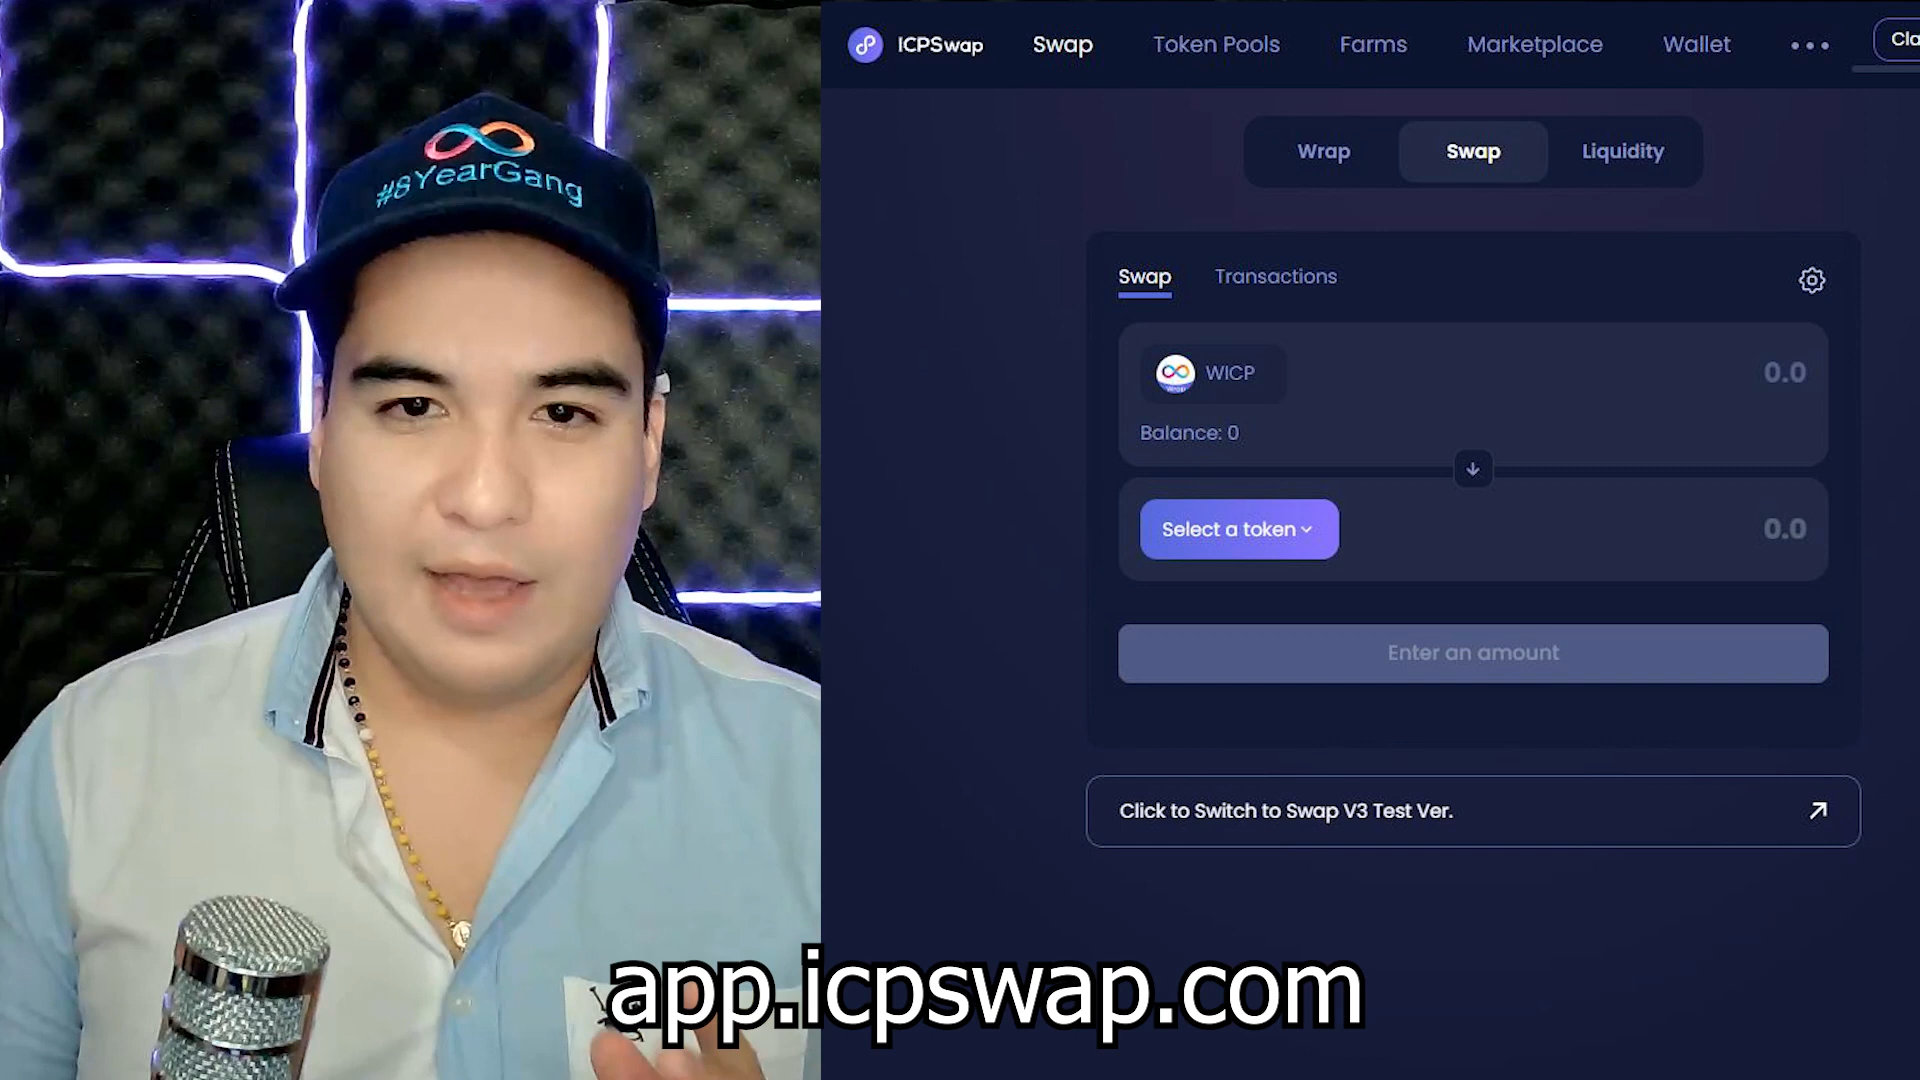 #8YearGang
ICPSwap
Swap
Token Pools
Farms
Marketplace
Wallet
Cla
Wrap
Swap
Liquidity
Swap
Transactions
WICP
Balance: 0
0.0
Select a token
0.0
Enter an amount
Click to Switch to Swap V3 Test Ver.
app.icpswap.com